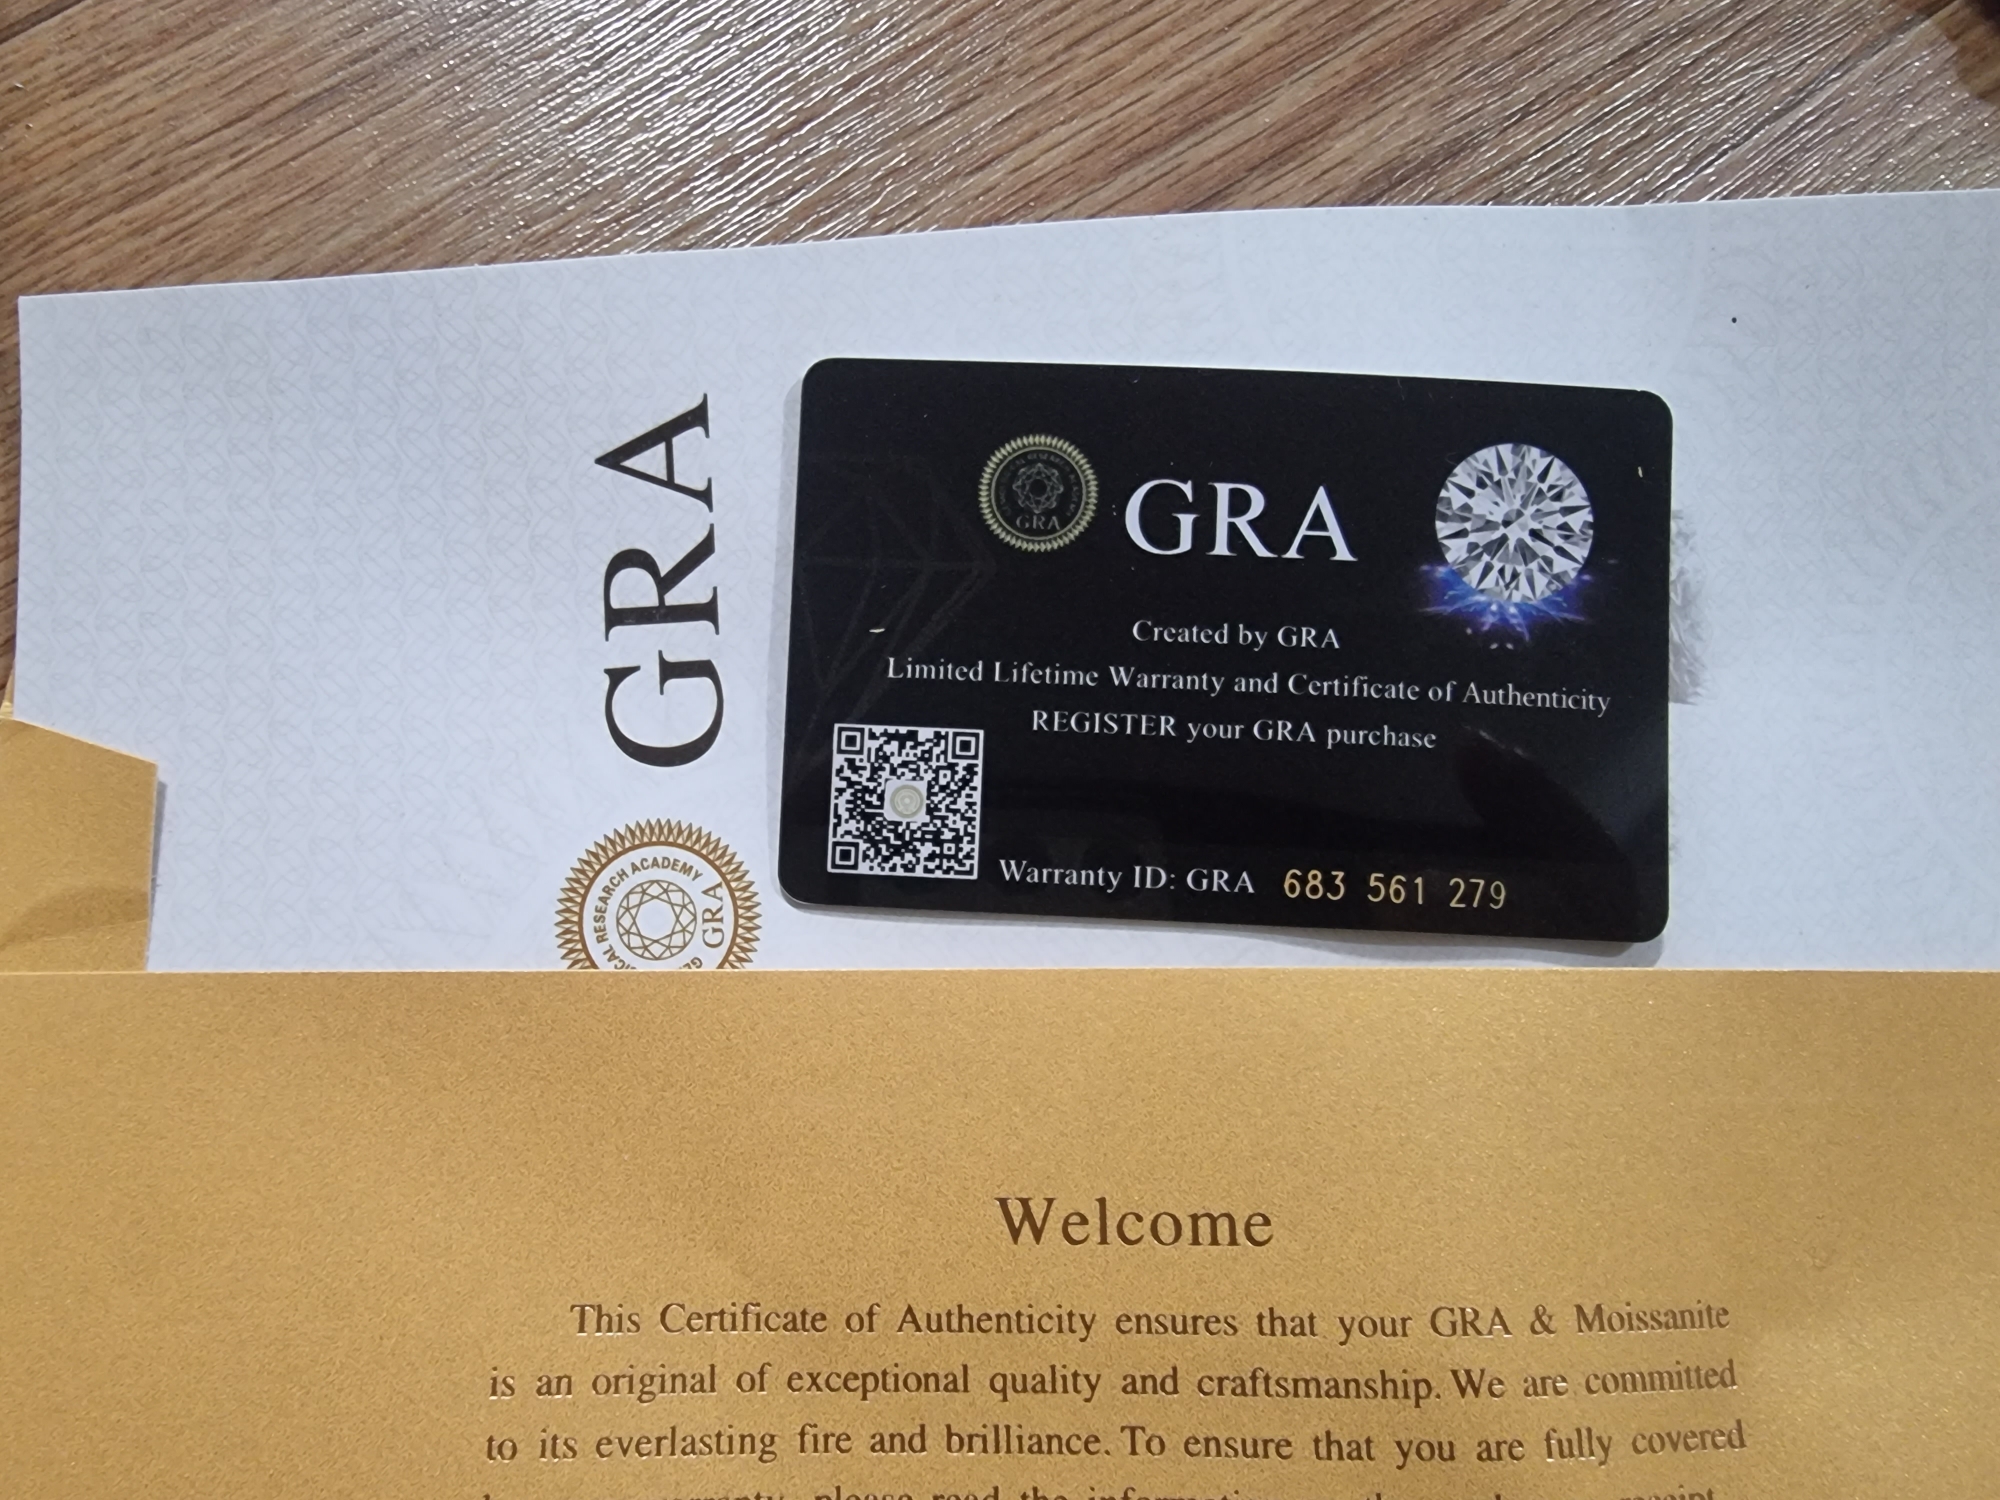 GRA
RESEARCH ACADEMY
GRA
GRA
GRA
Created by GRA
Limited Lifetime Warranty and Certificate of Authenticity
REGISTER your GRA purchase
Warranty ID: GRA 683 561 279
Welcome
This Certificate of Authenticity ensures that your GRA & Moissanite
is an original of exceptional quality and craftsmanship. We are committed
to its everlasting fire and brilliance. To ensure that you are fully covered
please read the